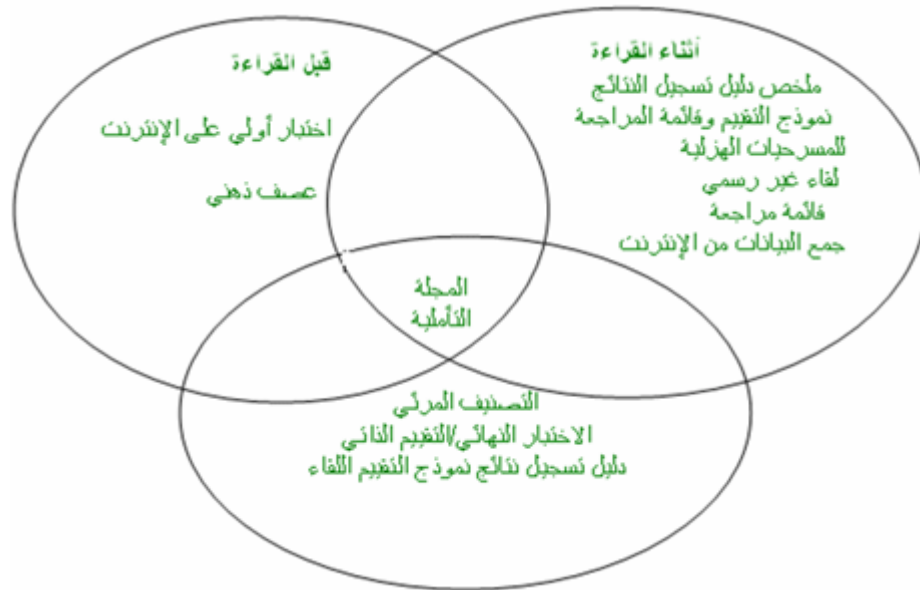 أثناء القراءة
ملخص دليل تسجيل النتائج
نموذج التقييم وقائمة المراجعة
للمسرحيات الهزلية
لقاء غير رسمي
قائمة مراجعة
جمع البيانات من الإنترنت
قبل القراءة
اختبار أولي على الإنترنت
عصف ذهني
المجلة
التأملية
التصنيف المرئي
الاختبار النهائي/التقييم الذاتي
دليل تسجيل نتائج نموذج التقييم اللقاء